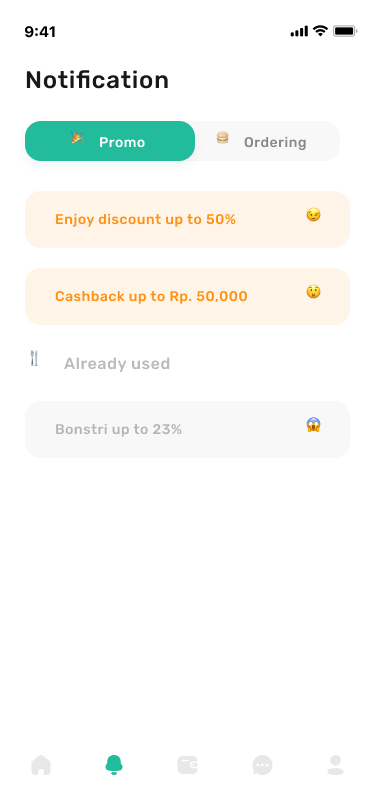 9:41
Notification
🎉 Promo
🍔 Ordering
Enjoy discount up to 50% 😉
Cashback up to Rp. 50.000 😲
🍴 Already used
Bonstri up to 23% 😱